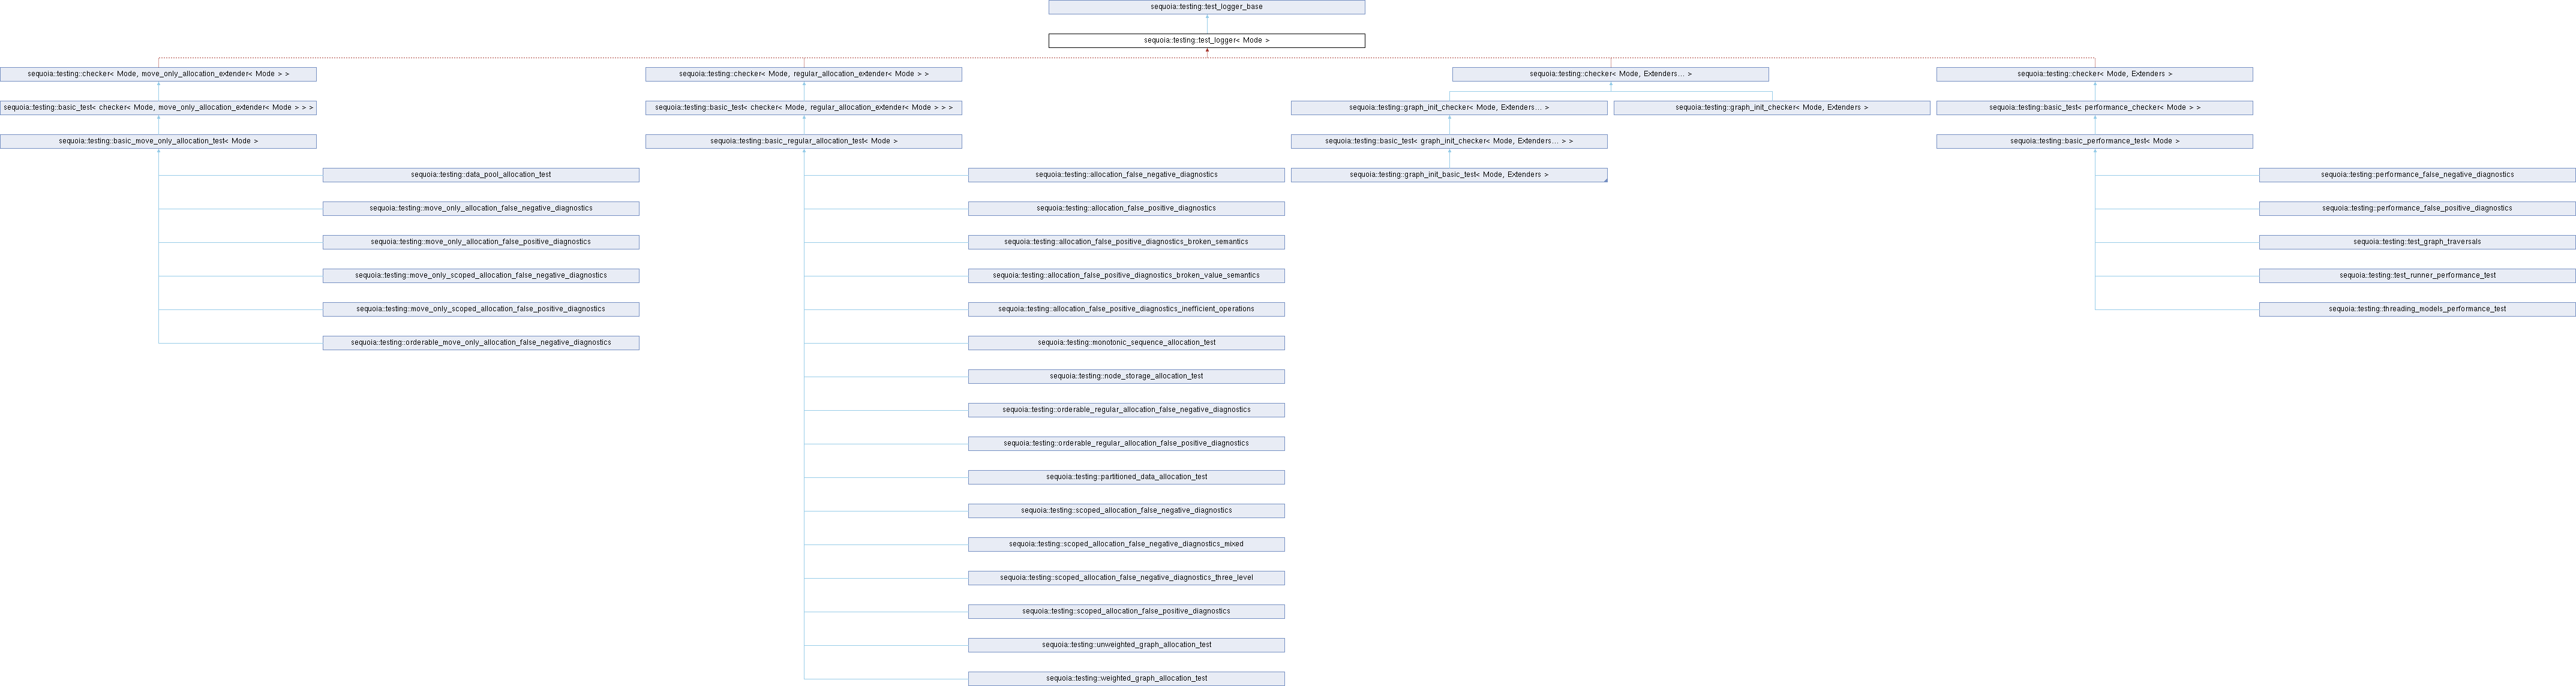 sequoia::testing::test_logger_base
sequoia::testing::test_logger< Mode >
sequoia::testing::checker< Mode, move_only_allocation_extender< Mode > >
sequoia::testing::checker< Mode, regular_allocation_extender< Mode > >
sequoia::testing::checker< Mode, Extenders... >
sequoia::testing::checker< Mode, Extenders >
sequoia::testing::basic_test< checker< Mode, move_only_allocation_extender< Mode > > >
sequoia::testing::basic_test< checker< Mode, regular_allocation_extender< Mode > > >
sequoia::testing::graph_init_checker< Mode, Extenders... >
sequoia::testing::graph_init_checker< Mode, Extenders >
sequoia::testing::basic_test< performance_checker< Mode > >
sequoia::testing::basic_move_only_allocation_test< Mode >
sequoia::testing::basic_regular_allocation_test< Mode >
sequoia::testing::basic_test< graph_init_checker< Mode, Extenders... > >
sequoia::testing::basic_performance_test< Mode >
sequoia::testing::data_pool_allocation_test
sequoia::testing::allocation_false_negative_diagnostics
sequoia::testing::graph_init_basic_test< Mode, Extenders >
sequoia::testing::performance_false_negative_diagnostics
sequoia::testing::move_only_allocation_false_negative_diagnostics
sequoia::testing::allocation_false_positive_diagnostics
sequoia::testing::performance_false_positive_diagnostics
sequoia::testing::move_only_allocation_false_positive_diagnostics
sequoia::testing::allocation_false_positive_diagnostics_broken_semantics
sequoia::testing::test_graph_traversals
sequoia::testing::move_only_scoped_allocation_false_negative_diagnostics
sequoia::testing::allocation_false_positive_diagnostics_broken_value_semantics
sequoia::testing::test_runner_performance_test
sequoia::testing::move_only_scoped_allocation_false_positive_diagnostics
sequoia::testing::allocation_false_positive_diagnostics_inefficient_operations
sequoia::testing::threading_models_performance_test
sequoia::testing::orderable_move_only_allocation_false_negative_diagnostics
sequoia::testing::monotonic_sequence_allocation_test
sequoia::testing::node_storage_allocation_test
sequoia::testing::orderable_regular_allocation_false_negative_diagnostics
sequoia::testing::orderable_regular_allocation_false_positive_diagnostics
sequoia::testing::partitioned_data_allocation_test
sequoia::testing::scoped_allocation_false_negative_diagnostics
sequoia::testing::scoped_allocation_false_negative_diagnostics_mixed
sequoia::testing::scoped_allocation_false_negative_diagnostics_three_level
sequoia::testing::scoped_allocation_false_positive_diagnostics
sequoia::testing::unweighted_graph_allocation_test
sequoia::testing::weighted_graph_allocation_test